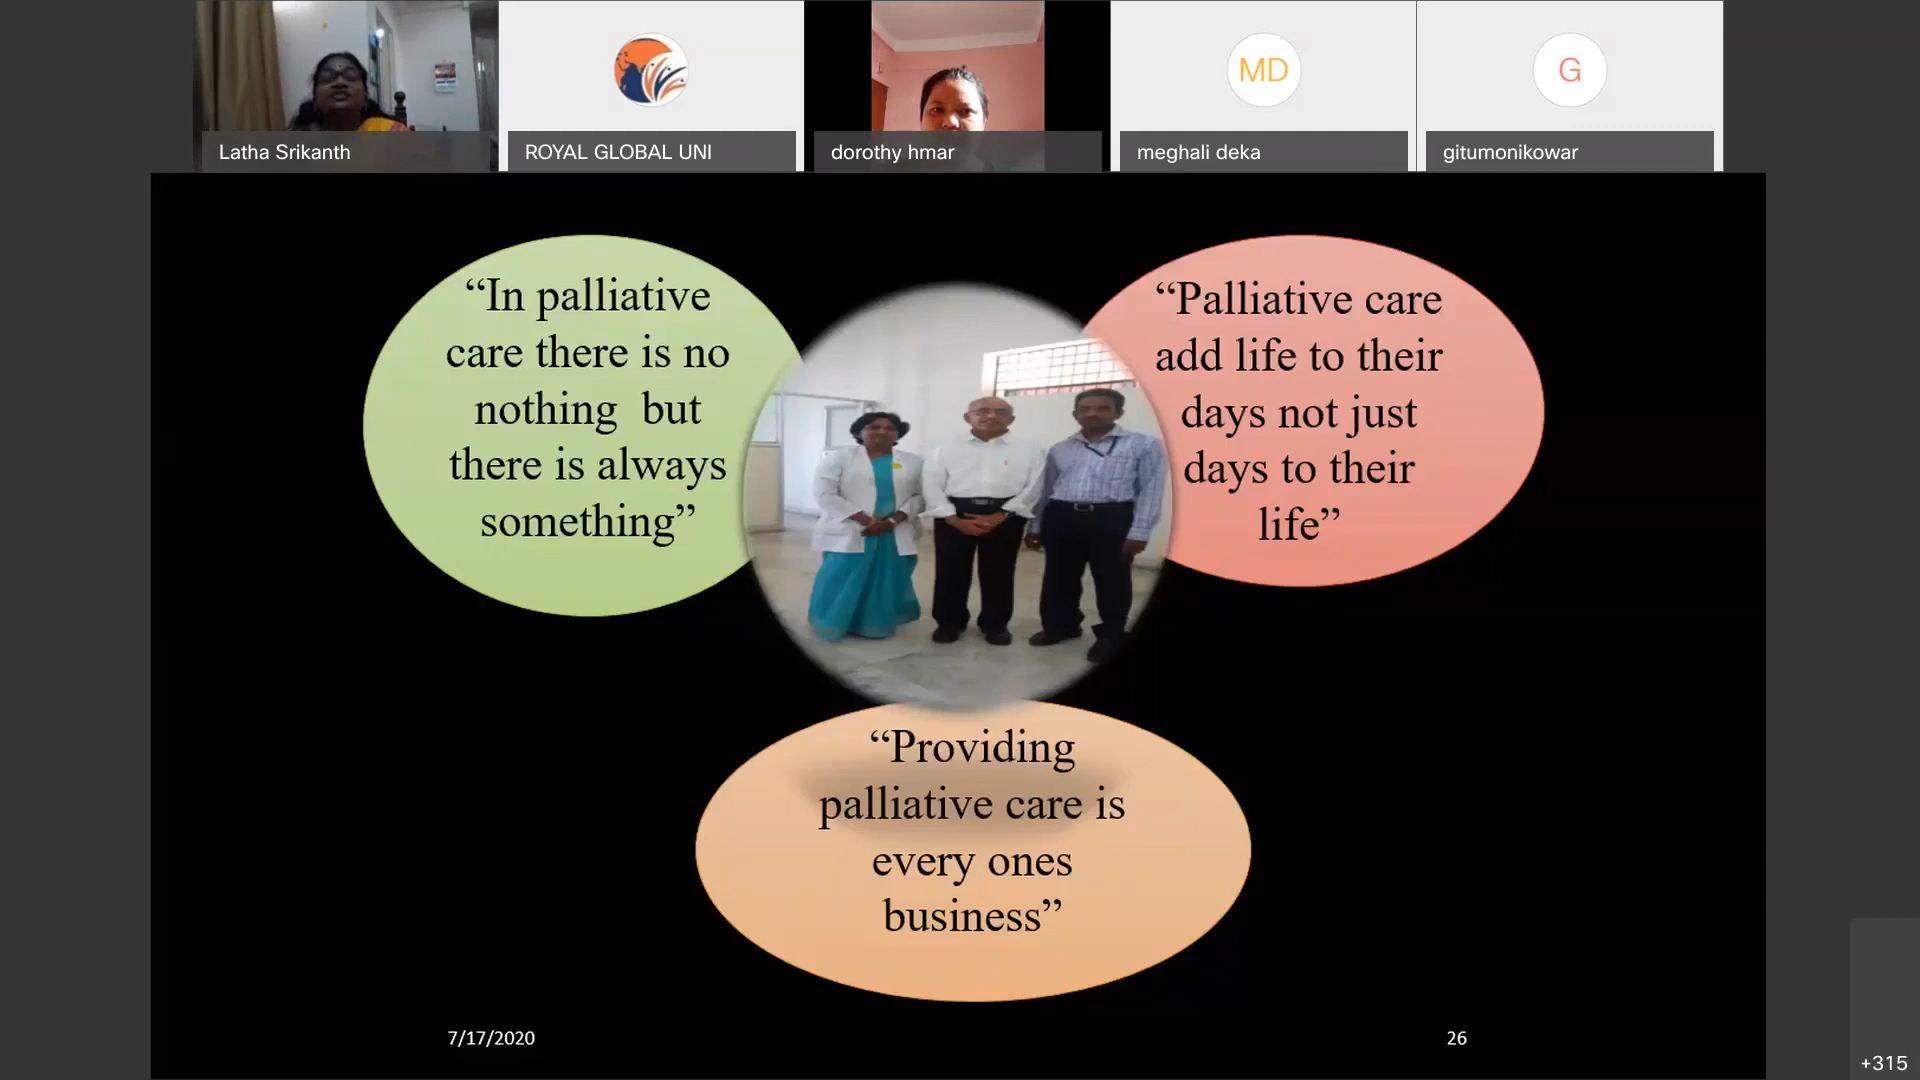 Latha Srikanth
ROYAL GLOBAL UNI
dorothy hmar
MD
meghali deka
G
gitumonikowar
“In palliative
care there is no
nothing but
there is always
something”
“Palliative care
add life to their
days not just
days to their
life”
“Providing
palliative care is
every ones
business”
7/17/2020
26
+315